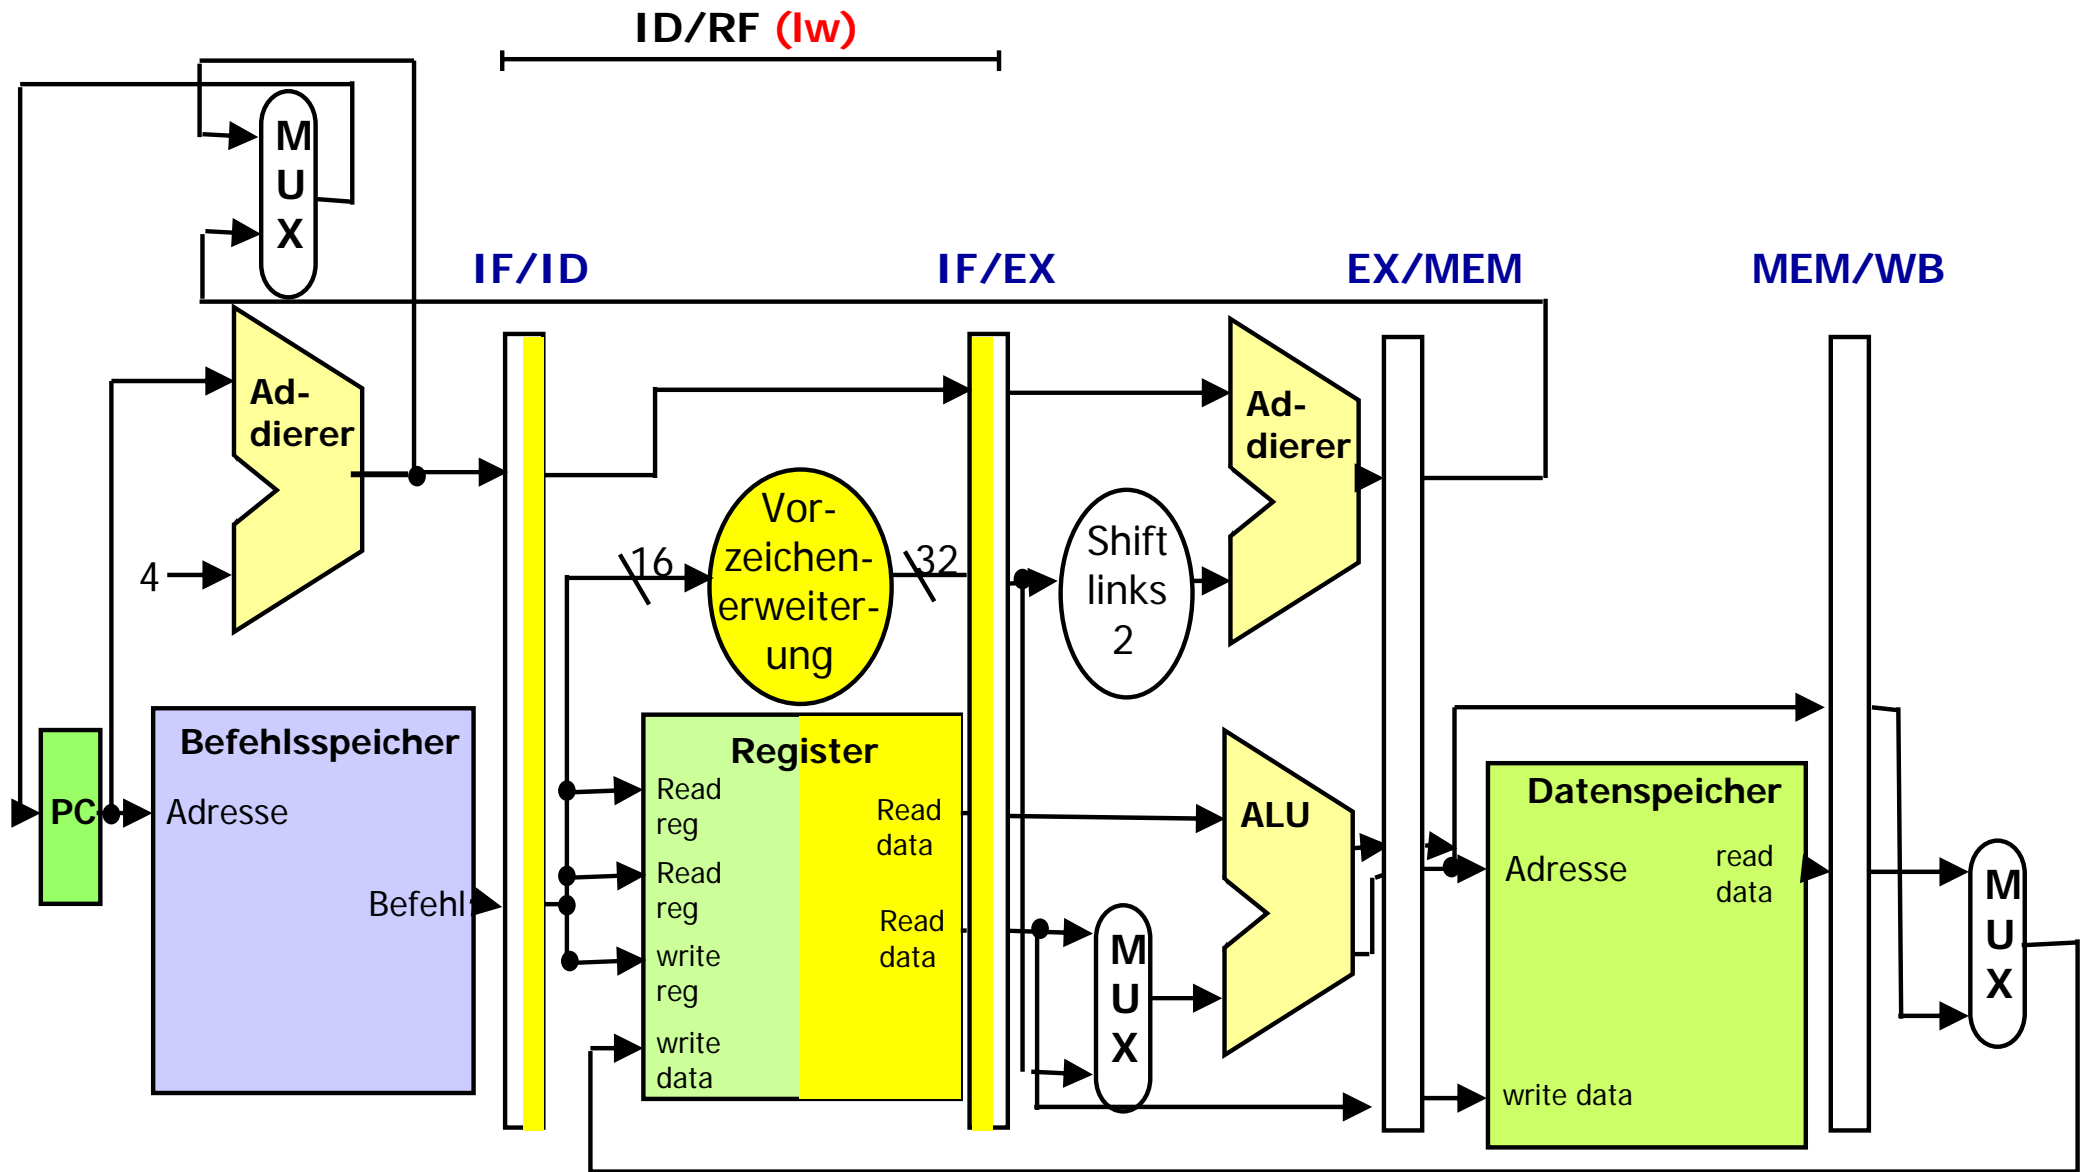 ID/RF (lw)
M
U
X
IF/ID
IF/EX
EX/MEM
MEM/WB
Ad-
dierer
4
16
Vor-
zeichen-
erweiter-
ung
32
Shift
links
2
Ad-
dierer
PC
Befehlsspeicher
Adresse
Befehl
Register
Read
reg
Read
reg
write
reg
write
data
Read
data
Read
data
M
U
X
ALU
Datenspeicher
Adresse
read
data
write data
M
U
X